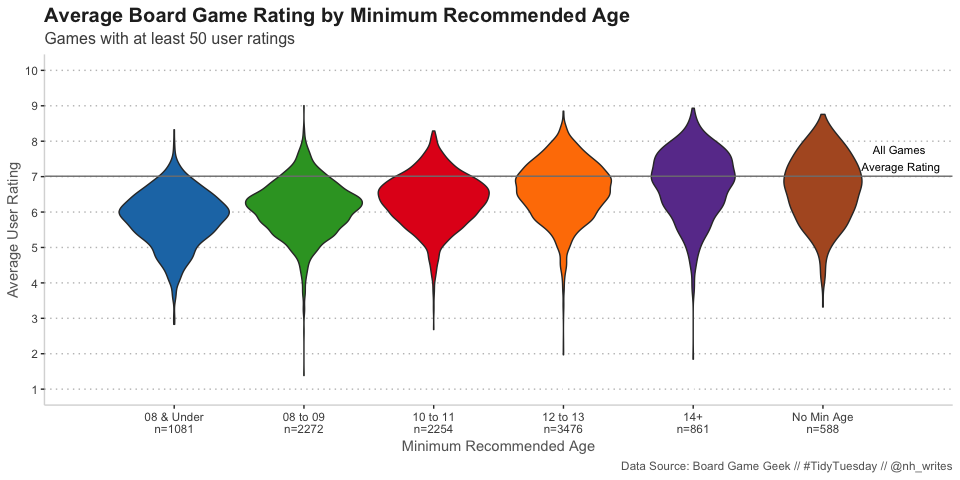 Average Board Game Rating by Minimum Recommended Age
Games with at least 50 user ratings
Average User Rating
10
9
8
7
6
5
4
3
2
1
All Games
Average Rating
08 & Under
n=1081
08 to 09
n=2272
10 to 11
n=2254
12 to 13
n=3476
14+
n=861
No Min Age
n=588
Minimum Recommended Age
Data Source: Board Game Geek // #TidyTuesday // @nh_writes